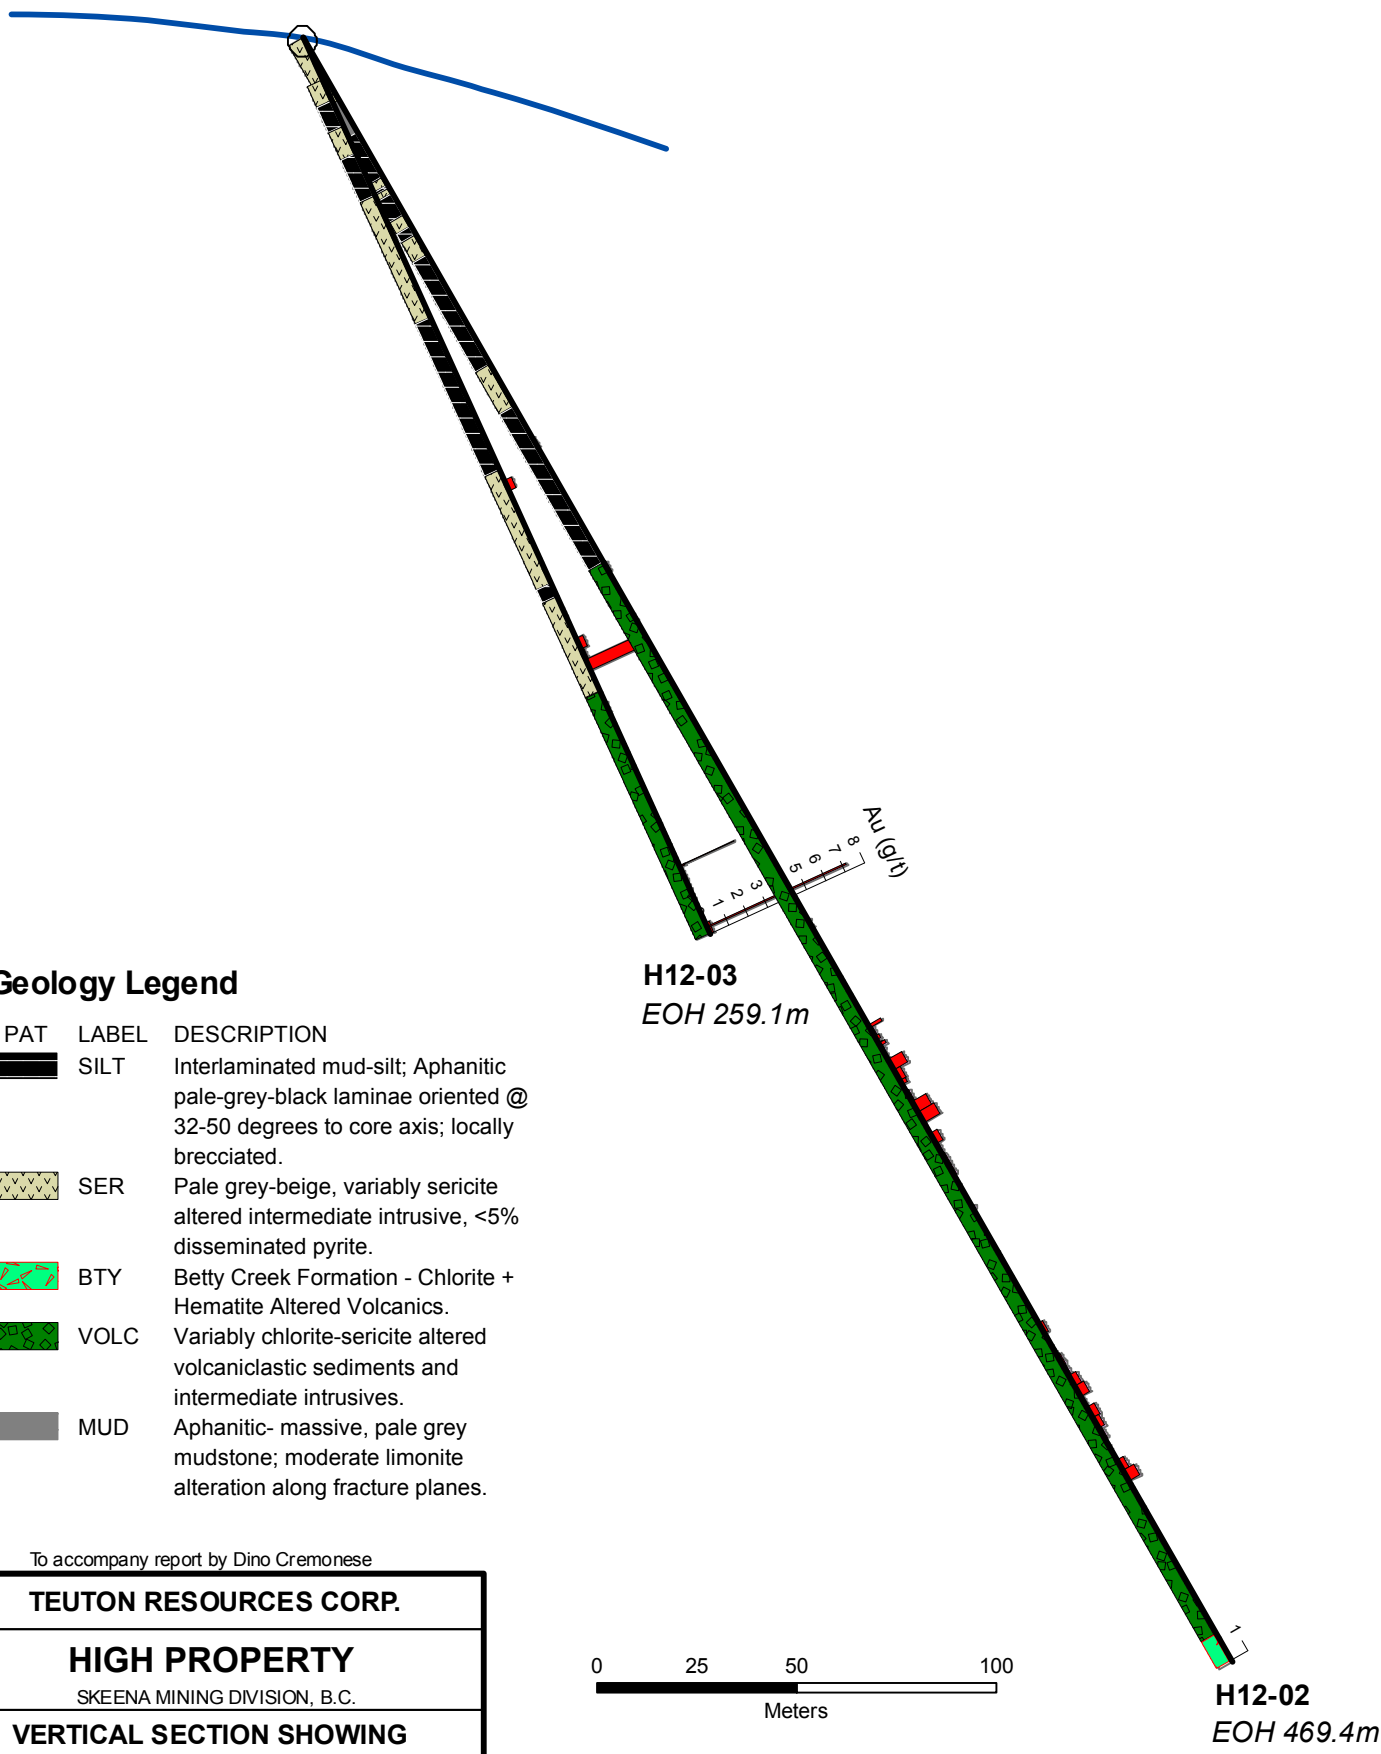 Au (g/t)
1 2 3 5 6 7 8
H12-03
EOH 259.1m
Geology Legend
PAT LABEL DESCRIPTION
SILT Interlaminated mud-silt; Aphanitic
pale-grey-black laminae oriented @
32-50 degrees to core axis; locally
brecciated.
SER Pale grey-beige, variably sericite
altered intermediate intrusive, <5%
disseminated pyrite.
BTY Betty Creek Formation - Chlorite +
Hematite Altered Volcanics.
VOLC Variably chlorite-sericite altered
volcaniclastic sediments and
intermediate intrusives.
MUD Aphanitic- massive, pale grey
mudstone; moderate limonite
alteration along fracture planes.
To accompany report by Dino Cremonese
TEUTON RESOURCES CORP.
HIGH PROPERTY
SKEENA MINING DIVISION, B.C.
VERTICAL SECTION SHOWING
0 25 50 100
Meters
1
H12-02
EOH 469.4m